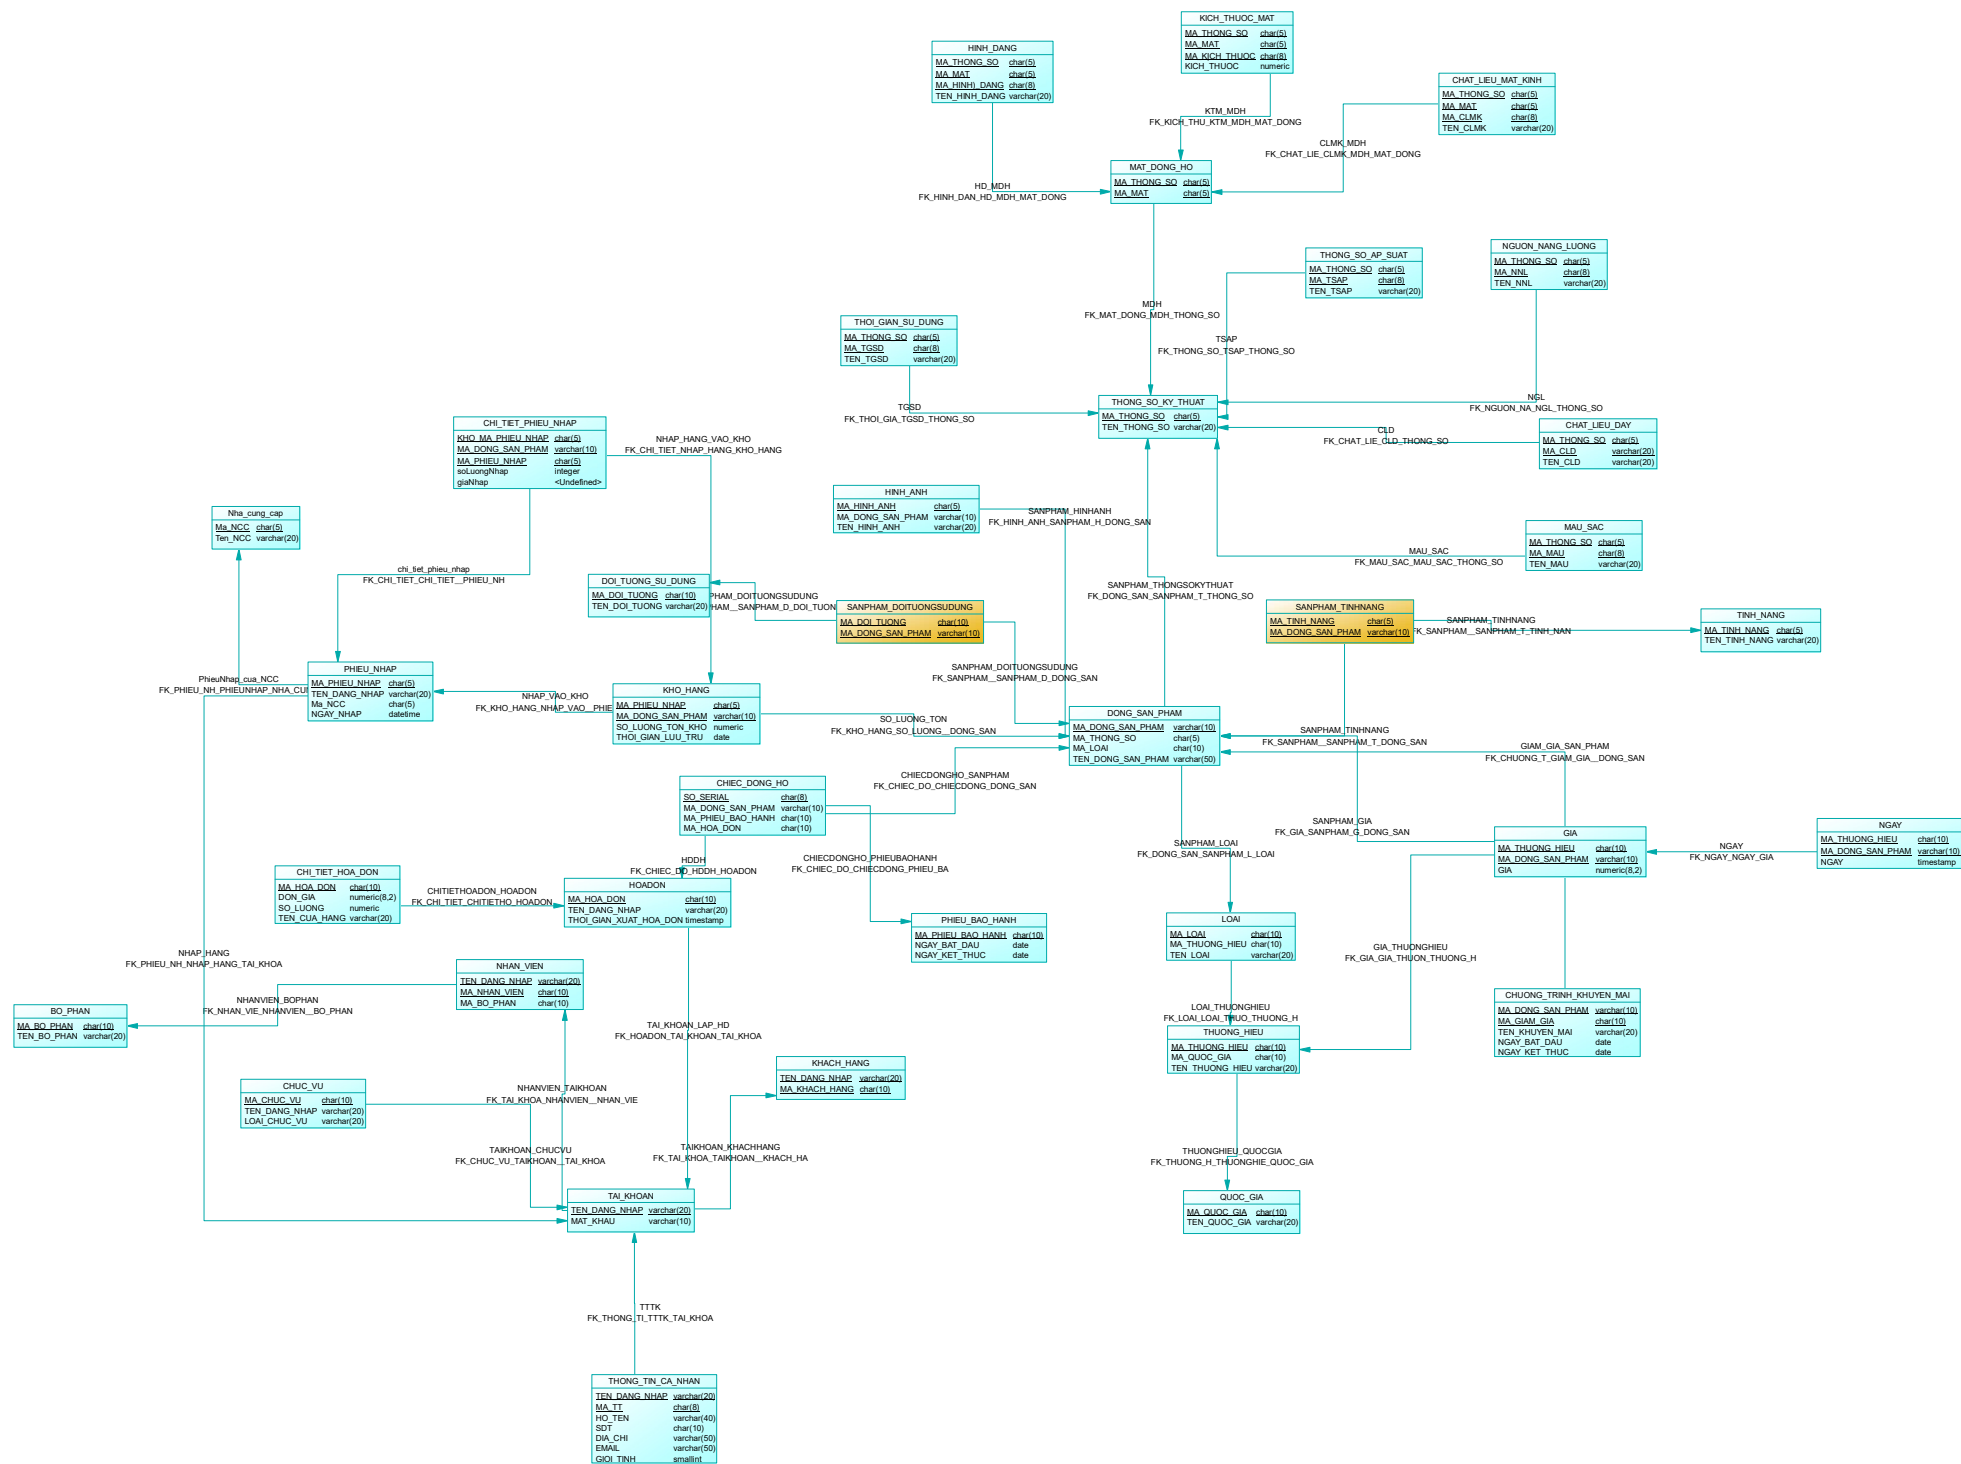 KICH_THUOC_MAT
MA_THONG_SO char(5)
MA_MAT char(5)
MA_KICH_THUOC char(8)
KICH_THUOC numeric
HINH_DANG
MA_THONG_SO char(5)
MA_MAT char(5)
MA_HINH)_DANG char(8)
TEN_HINH_DANG varchar(20)
CHAT_LIEU_MAT_KINH
MA_THONG_SO char(5)
MA_MAT char(5)
MA_CLMK char(8)
TEN_CLMK varchar(20)
KTM_MDH
FK_KICH_THU_KTM_MDH_MAT_DONG
CLMK_MDH
FK_CHAT_LIE_CLMK_MDH_MAT_DONG
MAT_DONG_HO
MA_THONG_SO char(5)
MA_MAT char(5)
HD_MDH
FK_HINH_DAN_HD_MDH_MAT_DONG
THONG_SO_AP_SUAT
MA_THONG_SO char(5)
MA_TSAP char(8)
TEN_TSAP varchar(20)
NGUON_NANG_LUONG
MA_THONG_SO char(5)
MA_NNL char(8)
TEN_NNL varchar(20)
MDH
FK_MAT_DONG_MDH_THONG_SO
THOI_GIAN_SU_DUNG
MA_THONG_SO char(5)
MA_TGSD char(8)
TEN_TGSD varchar(20)
TSAP
FK_THONG_SO_TSAP_THONG_SO
TGSD
FK_THOI_GIA_TGSD_THONG_SO
THONG_SO_KY_THUAT
MA_THONG_SO char(5)
TEN_THONG_SO varchar(20)
NGL
FK_NGUON_NA_NGL_THONG_SO
CLD
FK_CHAT_LIE_CLD_THONG_SO
CHAT_LIEU_DAY
MA_THONG_SO char(5)
MA_CLD varchar(20)
TEN_CLD varchar(20)
CHI_TIET_PHIEU_NHAP
KHO_MA_PHIEU_NHAP char(5)
MA_DONG_SAN_PHAM varchar(10)
MA_PHIEU_NHAP char(5)
soLuongNhap integer
giaNhap <Undefined>
NHAP_HANG_VAO_KHO
FK_CHI_TIET_NHAP_HANG_KHO_HANG
HINH_ANH
MA_HINH_ANH char(5)
MA_DONG_SAN_PHAM varchar(10)
TEN_HINH_ANH varchar(20)
SANPHAM_HINHANH
FK_HINH_ANH_SANPHAM_H_DONG_SAN
Nha_cung_cap
Ma_NCC char(5)
Ten_NCC varchar(20)
MAU_SAC
MA_THONG_SO char(5)
MA_MAU char(8)
TEN_MAU varchar(20)
MAU_SAC
FK_MAU_SAC_MAU_SAC_THONG_SO
chi_tiet_phieu_nhap
FK_CHI_TIET_CHI_TIET__PHIEU_NH
DOI_TUONG_SU_DUNG
MA_DOI_TUONG char(10)
TEN_DOI_TUONG varchar(20)
PHAM_DOITUONGSUDUNG
HAM__SANPHAM_D_DOI_TUON
SANPHAM_DOITUONGSUDUNG
MA_DOI_TUONG char(10)
MA_DONG_SAN_PHAM varchar(10)
SANPHAM_THONGSOKYTHUAT
FK_DONG_SAN_SANPHAM_T_THONG_SO
SANPHAM_TINHNANG
MA_TINH_NANG char(5)
MA_DONG_SAN_PHAM varchar(10)
SANPHAM_TINHNANG
FK_SANPHAM__SANPHAM_T_TINH_NAN
TINH_NANG
MA_TINH_NANG char(5)
TEN_TINH_NANG varchar(20)
PhieuNhap_cua_NCC
FK_PHIEU_NH_PHIEUNHAP_NHA_CUN
PHIEU_NHAP
MA_PHIEU_NHAP char(5)
TEN_DANG_NHAP varchar(20)
Ma_NCC char(5)
NGAY_NHAP datetime
NHAP_VAO_KHO
FK_KHO_HANG_NHAP_VAO__PHIE
KHO_HANG
MA_PHIEU_NHAP char(5)
MA_DONG_SAN_PHAM varchar(10)
SO_LUONG_TON_KHO numeric
THOI_GIAN_LUU_TRU date
SANPHAM_DOITUONGSUDUNG
FK_SANPHAM__SANPHAM_D_DONG_SAN
SO_LUONG_TON
FK_KHO_HANG_SO_LUONG__DONG_SAN
DONG_SAN_PHAM
MA_DONG_SAN_PHAM varchar(10)
MA_THONG_SO char(5)
MA_LOAI char(10)
TEN_DONG_SAN_PHAM varchar(50)
SANPHAM_TINHNANG
FK_SANPHAM__SANPHAM_T_DONG_SAN
GIAM_GIA_SAN_PHAM
FK_CHUONG_T_GIAM_GIA__DONG_SAN
CHIEC_DONG_HO
SO_SERIAL char(8)
MA_DONG_SAN_PHAM varchar(10)
MA_PHIEU_BAO_HANH char(10)
MA_HOA_DON char(10)
CHIECDONGHO_SANPHAM
FK_CHIEC_DO_CHIECDONG_DONG_SAN
SANPHAM_GIA
FK_GIA_SANPHAM_G_DONG_SAN
GIA
MA_THUONG_HIEU char(10)
MA_DONG_SAN_PHAM varchar(10)
GIA numeric(8,2)
NGAY
FK_NGAY_NGAY_GIA
NGAY
MA_THUONG_HIEU char(10)
MA_DONG_SAN_PHAM varchar(10)
NGAY timestamp
SANPHAM_LOAI
FK_DONG_SAN_SANPHAM_L_LOAI
CHIECDONGHO_PHIEUBAOHANH
FK_CHIEC_DO_CHIECDONG_PHIEU_BA
HDDH
FK_CHIEC_DO_HDDH_HOADON
CHI_TIET_HOA_DON
MA_HOA_DON char(10)
DON_GIA numeric(8,2)
SO_LUONG numeric
TEN_CUA_HANG varchar(20)
CHITIETHOADON_HOADON
FK_CHI_TIET_CHITIETHO_HOADON
HOADON
MA_HOA_DON char(10)
TEN_DANG_NHAP varchar(20)
THOI_GIAN_XUAT_HOA_DON timestamp
PHIEU_BAO_HANH
MA_PHIEU_BAO_HANH char(10)
NGAY_BAT_DAU date
NGAY_KET_THUC date
LOAI
MA_LOAI char(10)
MA_THUONG_HIEU char(10)
TEN_LOAI varchar(20)
GIA_THUONGHIEU
FK_GIA_GIA_THUON_THUONG_H
NHAP_HANG
FK_PHIEU_NH_NHAP_HANG_TAI_KHOA
NHAN_VIEN
TEN_DANG_NHAP varchar(20)
MA_NHAN_VIEN char(10)
MA_BO_PHAN char(10)
NHANVIEN_BOPHAN
FK_NHAN_VIE_NHANVIEN__BO_PHAN
BO_PHAN
MA_BO_PHAN char(10)
TEN_BO_PHAN varchar(20)
CHUONG_TRINH_KHUYEN_MAI
MA_DONG_SAN_PHAM varchar(10)
MA_GIAM_GIA char(10)
TEN_KHUYEN_MAI varchar(20)
NGAY_BAT_DAU date
NGAY_KET_THUC date
LOAI_THUONGHIEU
FK_LOAI_LOAI_THUO_THUONG_H
THUONG_HIEU
MA_THUONG_HIEU char(10)
MA_QUOC_GIA char(10)
TEN_THUONG_HIEU varchar(20)
TAI_KHOAN_LAP_HD
FK_HOADON_TAI_KHOAN_TAI_KHOA
KHACH_HANG
TEN_DANG_NHAP varchar(20)
MA_KHACH_HANG char(10)
CHUC_VU
MA_CHUC_VU char(10)
TEN_DANG_NHAP varchar(20)
LOAI_CHUC_VU varchar(20)
NHANVIEN_TAIKHOAN
FK_TAI_KHOA_NHANVIEN__NHAN_VIE
TAIKHOAN_CHUCVU
FK_CHUC_VU_TAIKHOAN__TAI_KHOA
TAIKHOAN_KHACHHANG
FK_TAI_KHOA_TAIKHOAN__KHACH_HA
THUONGHIEU_QUOCGIA
FK_THUONG_H_THUONGHIE_QUOC_GIA
TAI_KHOAN
TEN_DANG_NHAP varchar(20)
MAT_KHAU varchar(10)
QUOC_GIA
MA_QUOC_GIA char(10)
TEN_QUOC_GIA varchar(20)
TTTK
FK_THONG_TI_TTTK_TAI_KHOA
THONG_TIN_CA_NHAN
TEN_DANG_NHAP varchar(20)
MA_TT char(8)
HO_TEN varchar(40)
SDT char(10)
DIA_CHI varchar(50)
EMAIL varchar(50)
GIOI_TINH smallint